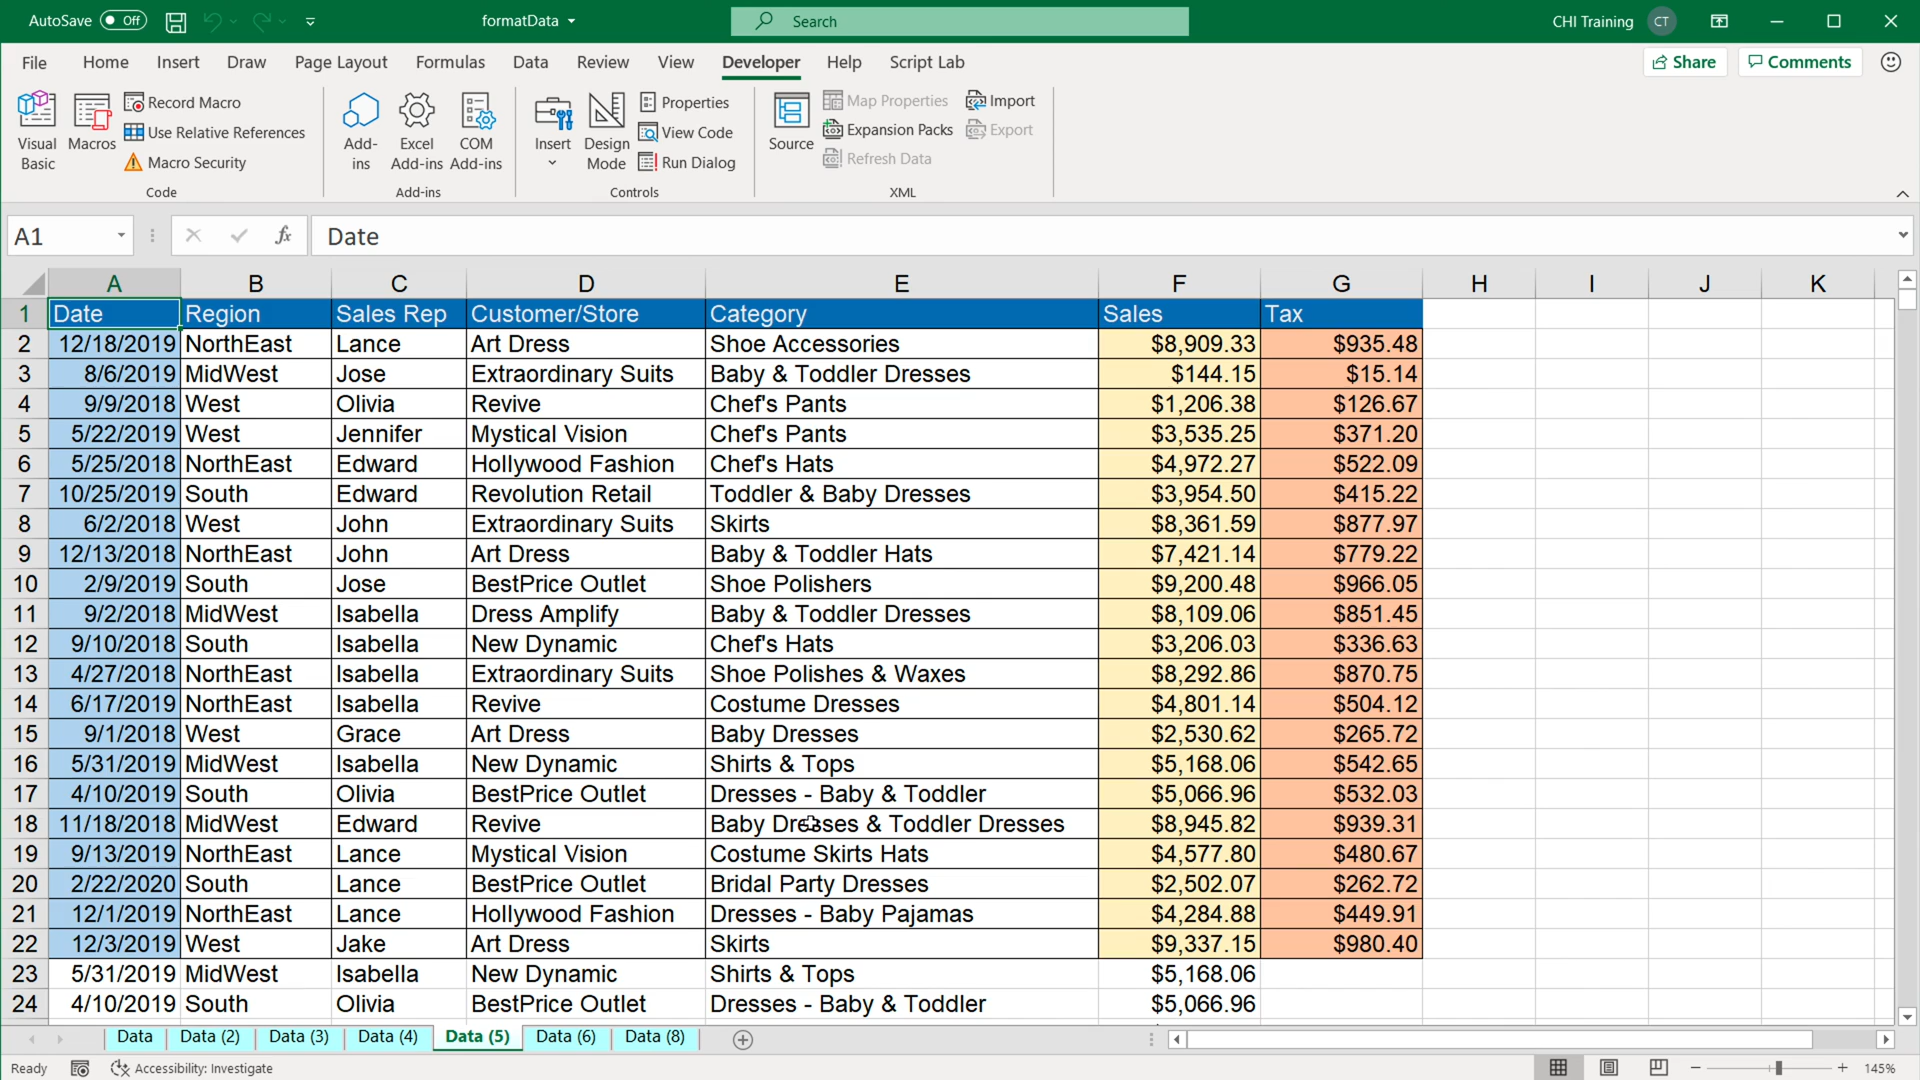 AutoSave Off formatData Search CHI Training CT
File Home Insert Draw Page Layout Formulas Data Review View Developer Help Script Lab Share Comments
Visual Basic
Macros
Record Macro
Use Relative References
Macro Security
Code
Add-ins
Excel Add-ins
COM Add-ins
Add-ins
Insert
Design Mode
Properties
View Code
Run Dialog
Controls
Source
Map Properties
Expansion Packs
Refresh Data
Import
Export
XML
A1 fx Date
A B C D E F G H I J K
1 Date Region Sales Rep Customer/Store Category Sales Tax
2 12/18/2019 NorthEast Lance Art Dress Shoe Accessories $8,909.33 $935.48
3 8/6/2019 MidWest Jose Extraordinary Suits Baby & Toddler Dresses $144.15 $15.14
4 9/9/2018 West Olivia Revive Chef's Pants $1,206.38 $126.67
5 5/22/2019 West Jennifer Mystical Vision Chef's Pants $3,535.25 $371.20
6 5/25/2018 NorthEast Edward Hollywood Fashion Chef's Hats $4,972.27 $522.09
7 10/25/2019 South Edward Revolution Retail Toddler & Baby Dresses $3,954.50 $415.22
8 6/2/2018 West John Extraordinary Suits Skirts $8,361.59 $877.97
9 12/13/2018 NorthEast John Art Dress Baby & Toddler Hats $7,421.14 $779.22
10 2/9/2019 South Jose BestPrice Outlet Shoe Polishers $9,200.48 $966.05
11 9/2/2018 MidWest Isabella Dress Amplify Baby & Toddler Dresses $8,109.06 $851.45
12 9/10/2018 South Isabella New Dynamic Chef's Hats $3,206.03 $336.63
13 4/27/2018 NorthEast Isabella Extraordinary Suits Shoe Polishes & Waxes $8,292.86 $870.75
14 6/17/2019 NorthEast Isabella Revive Costume Dresses $4,801.14 $504.12
15 9/1/2018 West Grace Art Dress Baby Dresses $2,530.62 $265.72
16 5/31/2019 MidWest Isabella New Dynamic Shirts & Tops $5,168.06 $542.65
17 4/10/2019 South Olivia BestPrice Outlet Dresses - Baby & Toddler $5,066.96 $532.03
18 11/18/2018 MidWest Edward Revive Baby Dresses & Toddler Dresses $8,945.82 $939.31
19 9/13/2019 NorthEast Lance Mystical Vision Costume Skirts Hats $4,577.80 $480.67
20 2/22/2020 South Lance BestPrice Outlet Bridal Party Dresses $2,502.07 $262.72
21 12/1/2019 NorthEast Lance Hollywood Fashion Dresses - Baby Pajamas $4,284.88 $449.91
22 12/3/2019 West Jake Art Dress Skirts $9,337.15 $980.40
23 5/31/2019 MidWest Isabella New Dynamic Shirts & Tops $5,168.06
24 4/10/2019 South Olivia BestPrice Outlet Dresses - Baby & Toddler $5,066.96
Data Data (2) Data (3) Data (4) Data (5) Data (6) Data (8)
Ready Accessibility: Investigate 145%